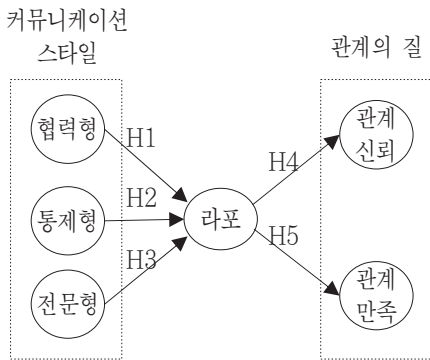 커뮤니케이션
스타일
관계의 질
협력형
통제형
전문형
H1
H2
H3
라포
H4
H5
관계
신뢰
관계
만족